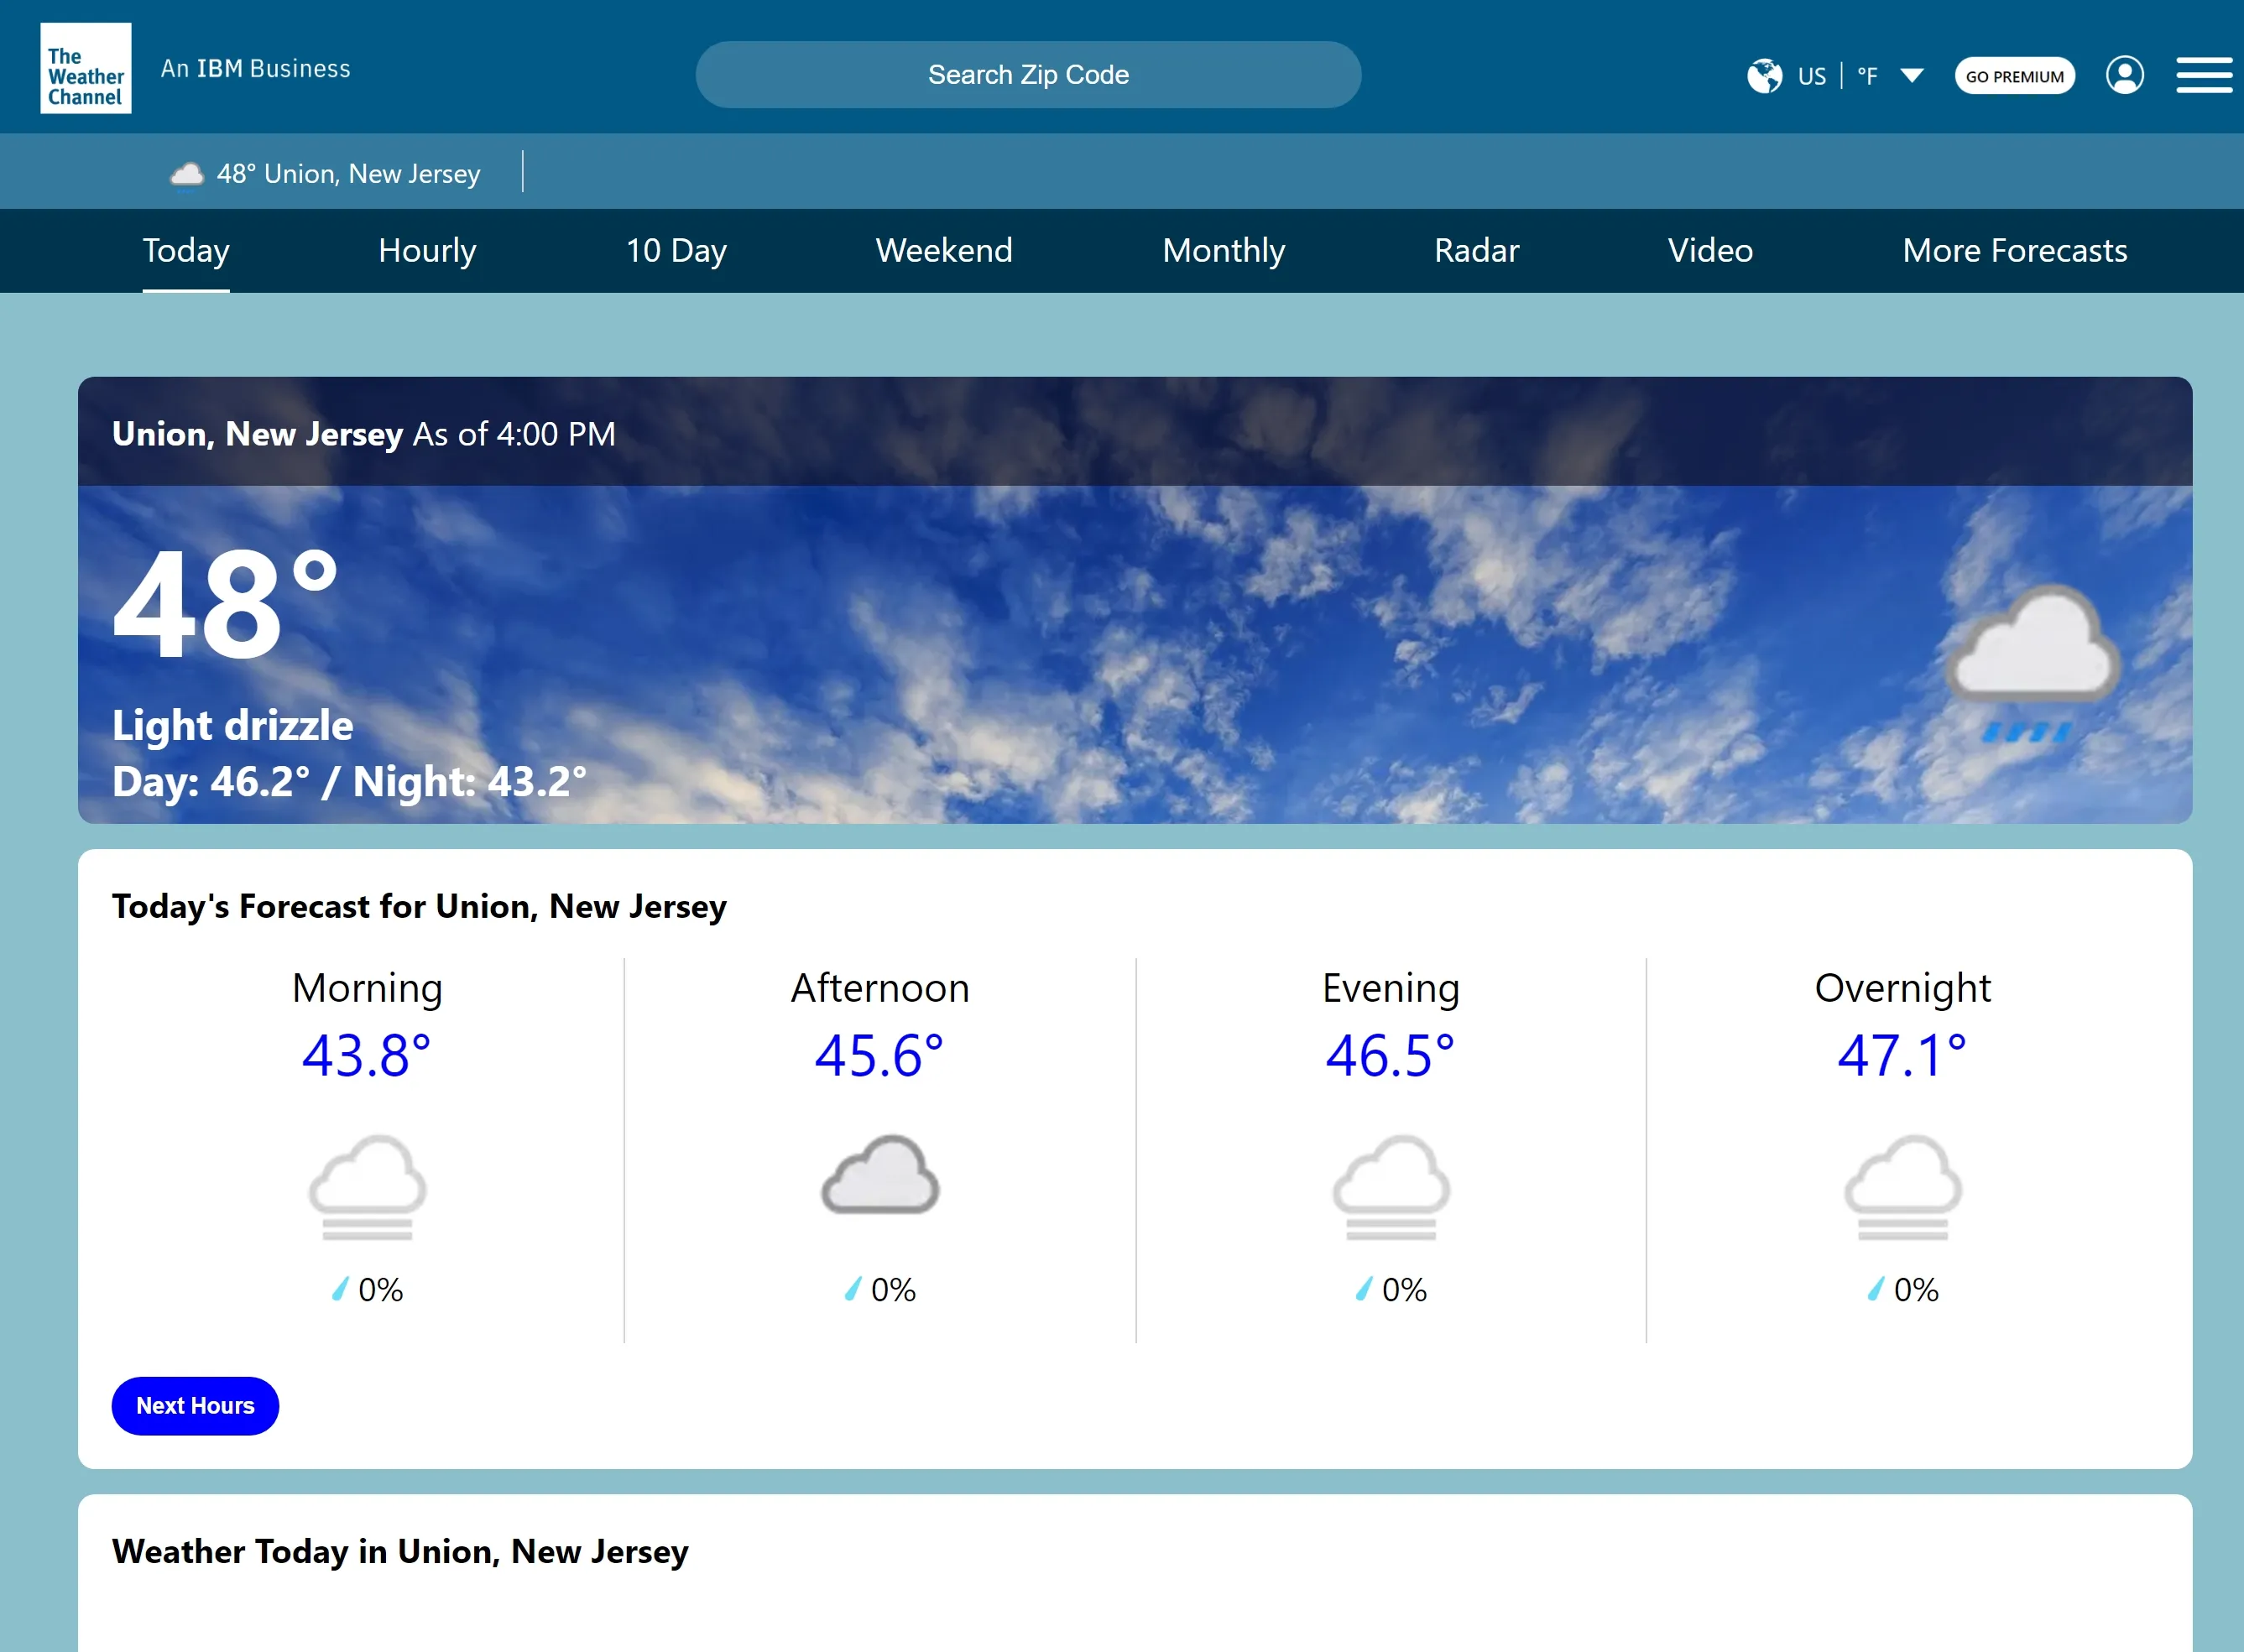 The
Weather
Channel
An IBM Business
Search Zip Code
US | °F
GO PREMIUM
48° Union, New Jersey
Today Hourly 10 Day Weekend Monthly Radar Video More Forecasts
Union, New Jersey As of 4:00 PM
48°
Light drizzle
Day: 46.2° / Night: 43.2°
Today's Forecast for Union, New Jersey
Morning Afternoon Evening Overnight
43.8° 45.6° 46.5° 47.1°
0% 0% 0% 0%
Next Hours
Weather Today in Union, New Jersey